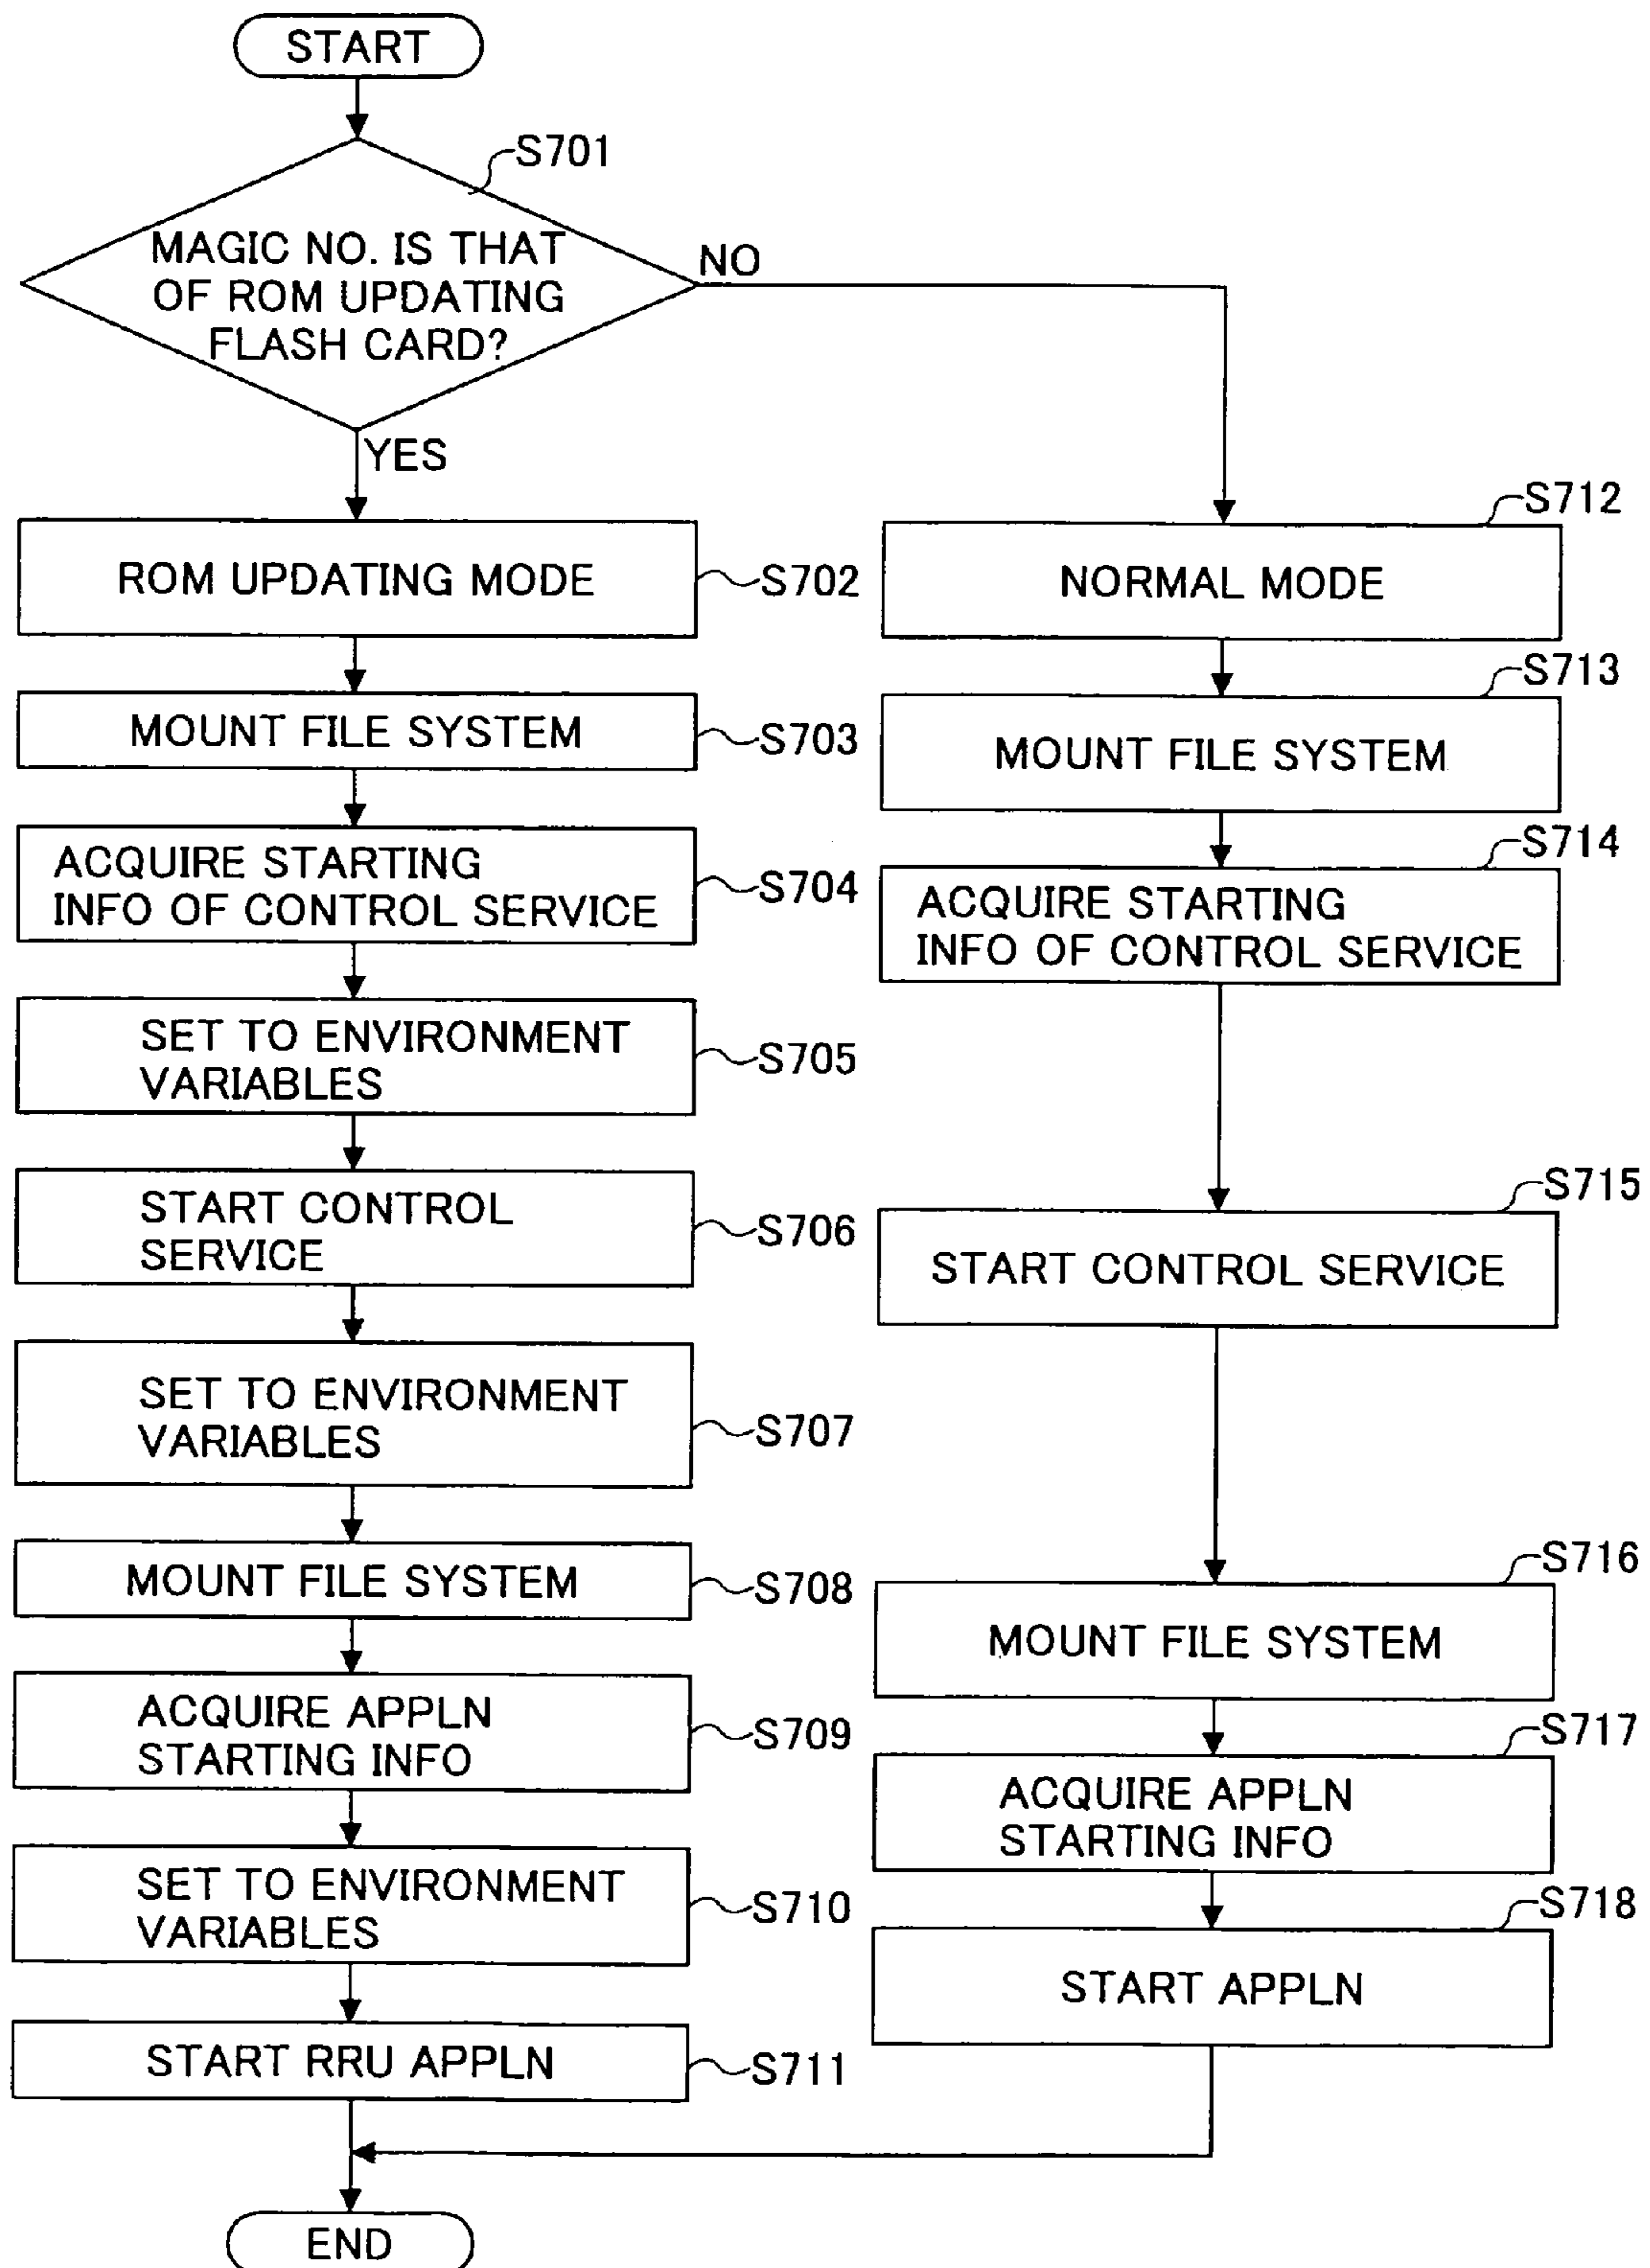 START
S701
MAGIC NO. IS THAT
OF ROM UPDATING
FLASH CARD?
NO
YES
ROM UPDATING MODE
S702
MOUNT FILE SYSTEM
S703
ACQUIRE STARTING
INFO OF CONTROL SERVICE
S704
SET TO ENVIRONMENT
VARIABLES
S705
START CONTROL
SERVICE
S706
SET TO ENVIRONMENT
VARIABLES
S707
MOUNT FILE SYSTEM
S708
ACQUIRE APPLN
STARTING INFO
S709
SET TO ENVIRONMENT
VARIABLES
S710
START RRU APPLN
S711
S712
NORMAL MODE
S713
MOUNT FILE SYSTEM
S714
ACQUIRE STARTING
INFO OF CONTROL SERVICE
S715
START CONTROL SERVICE
S716
MOUNT FILE SYSTEM
S717
ACQUIRE APPLN
STARTING INFO
S718
START APPLN
END